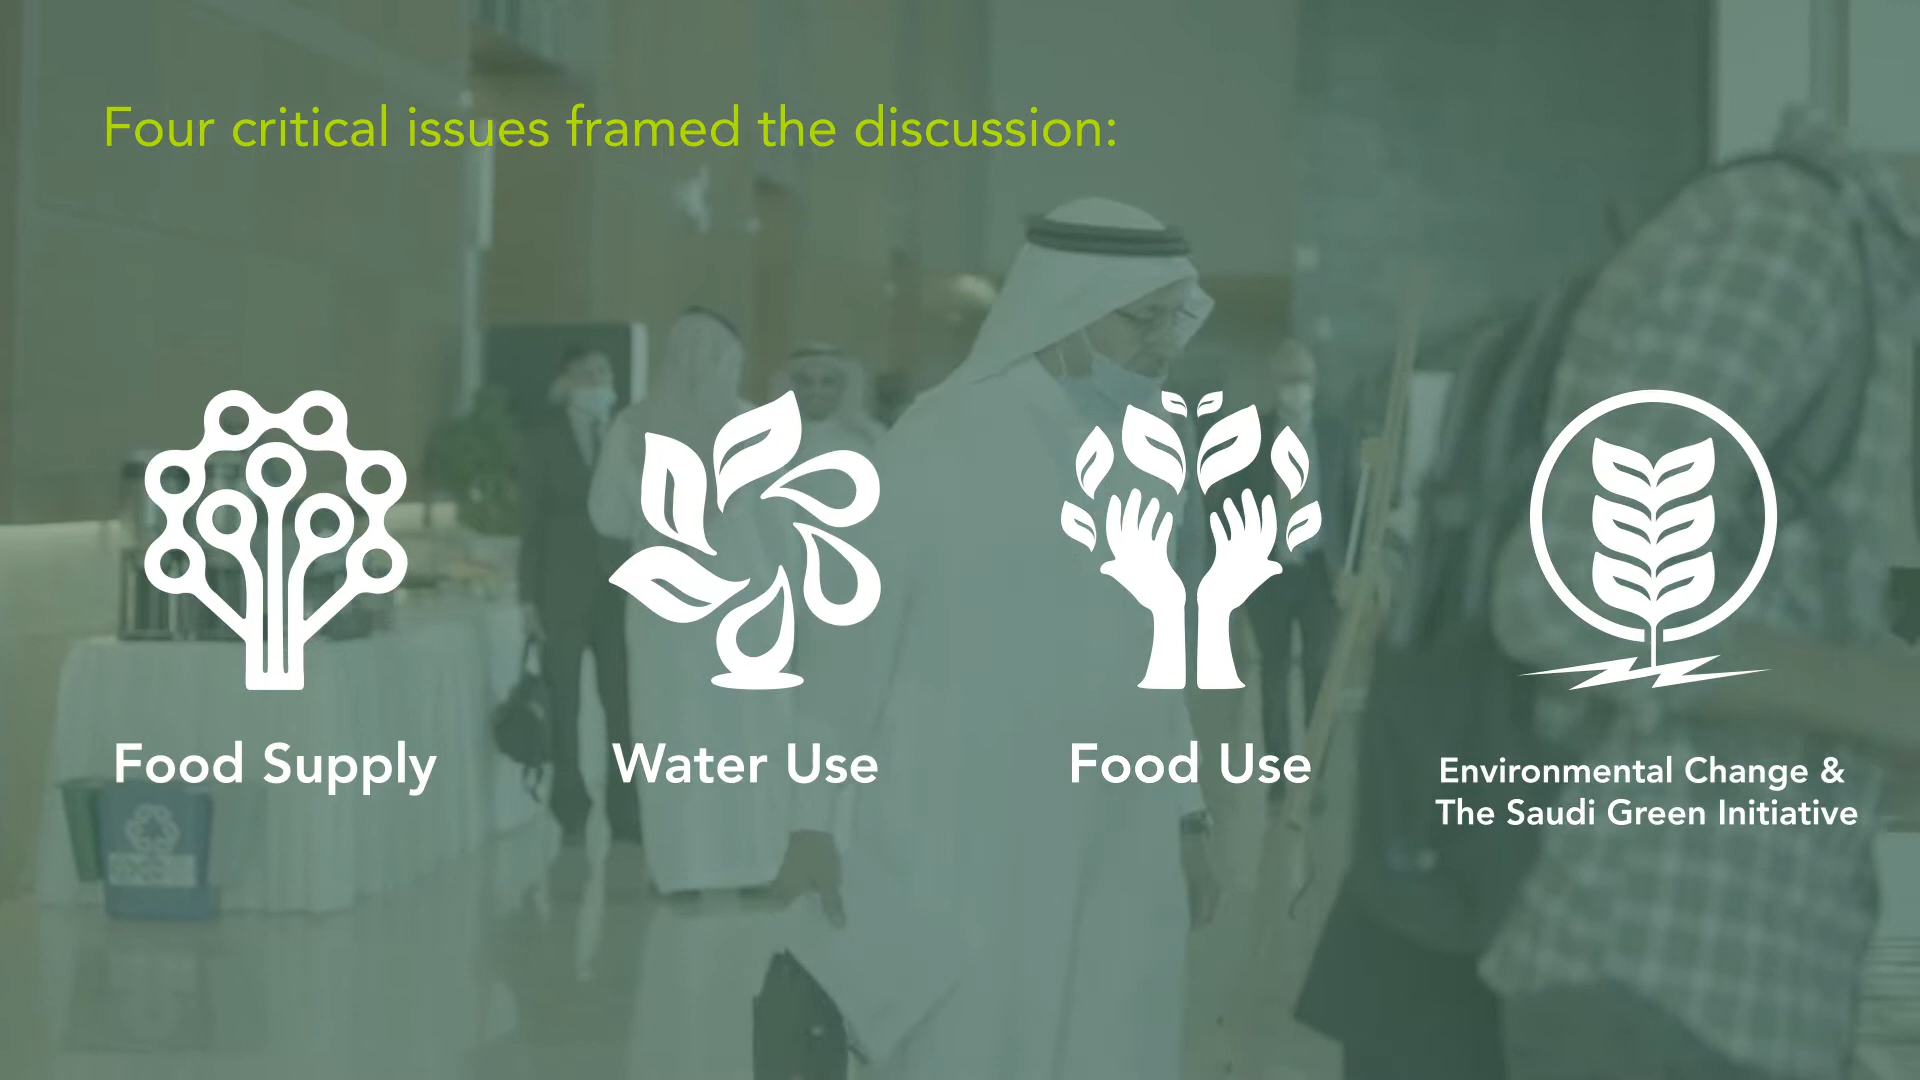 Four critical issues framed the discussion:
Food Supply
Water Use
Food Use
Environmental Change &
The Saudi Green Initiative